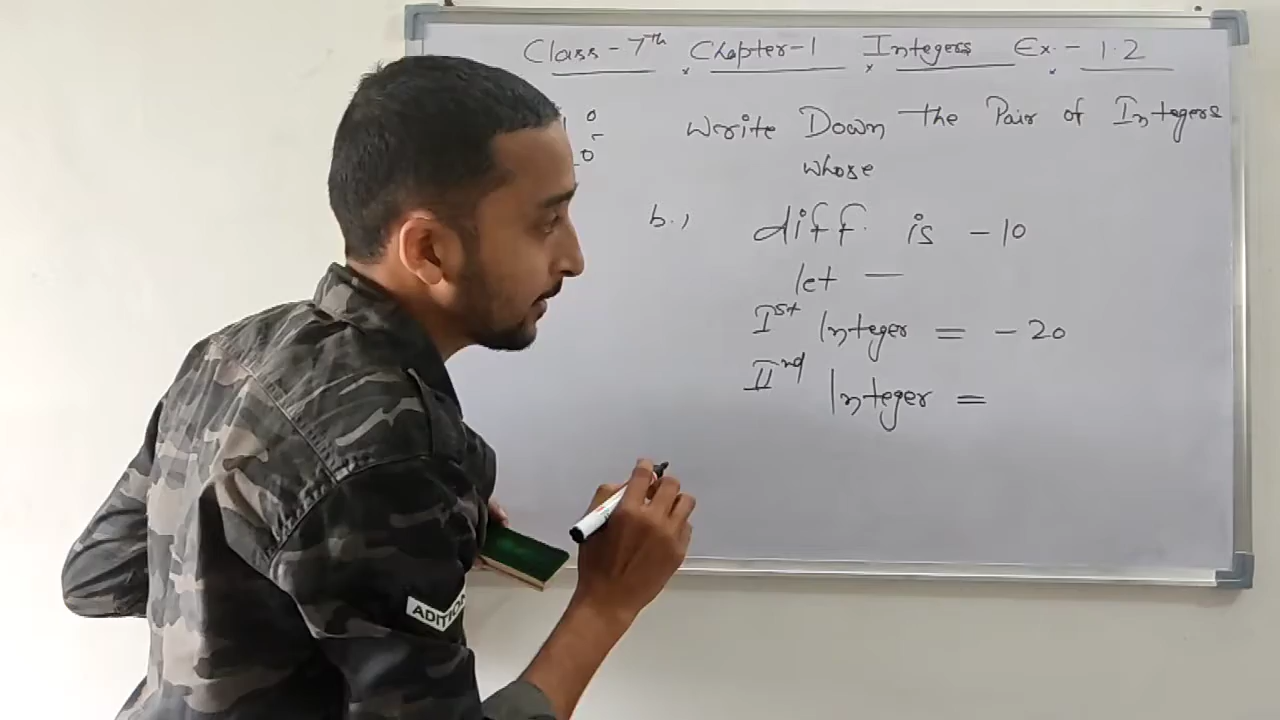 Class - 7th Chapter-1 Integers Ex. - 1.2
Write Down the Pair of Integers
whose
b.) diff. is -10
let —
Ist Integer = -20
IInd Integer =
ADITION